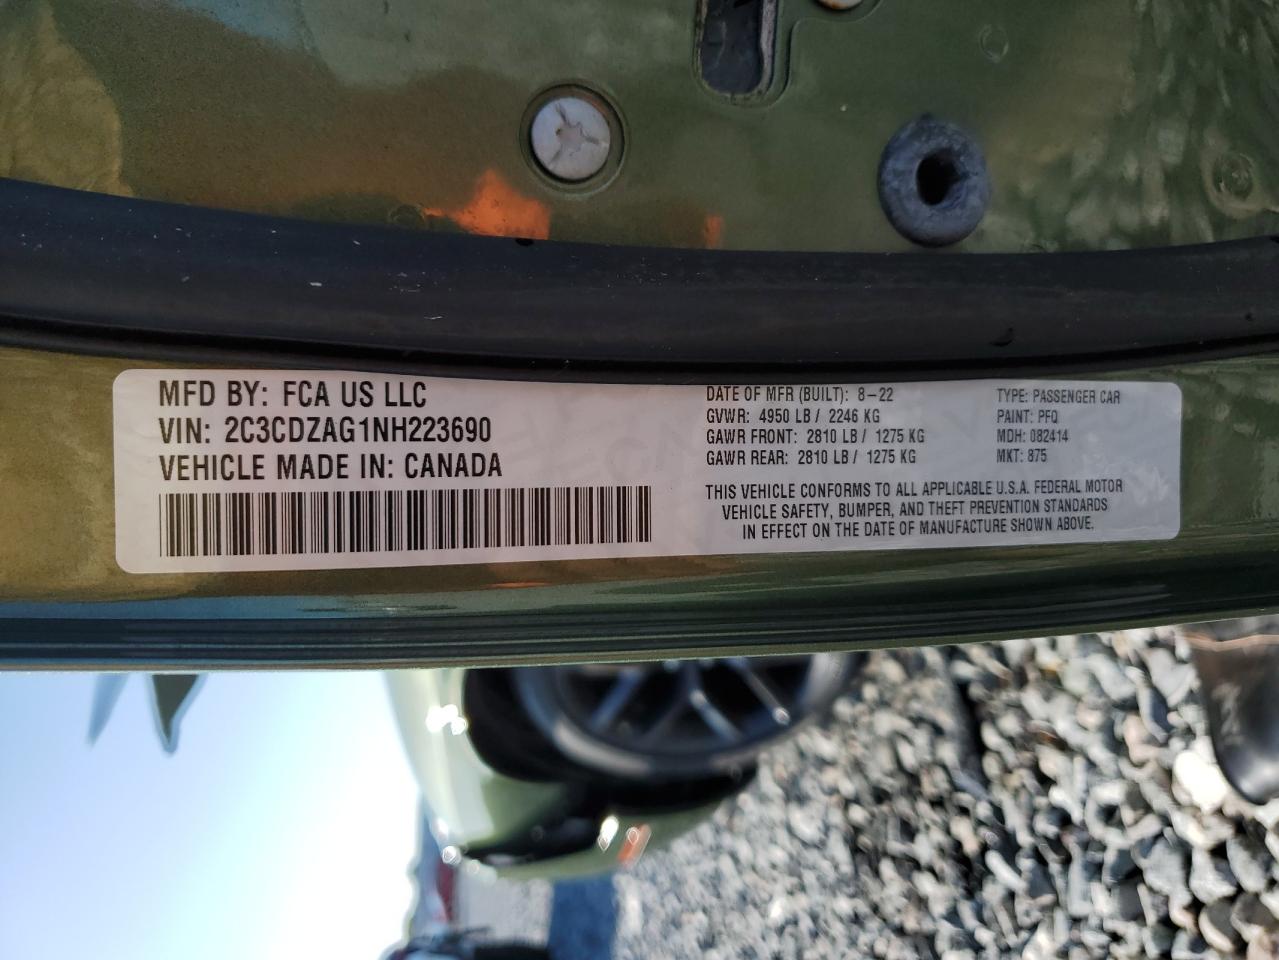 MFD BY: FCA US LLC
VIN: 2C3CDZAG1NH223690
VEHICLE MADE IN: CANADA
DATE OF MFR (BUILT): 8-22
GVWR: 4950 LB / 2246 KG
GAWR FRONT: 2810 LB / 1275 KG
GAWR REAR: 2810 LB / 1275 KG
TYPE: PASSENGER CAR
PAINT: PFQ
MDH: 082414
MKT: 875
THIS VEHICLE CONFORMS TO ALL APPLICABLE U.S.A. FEDERAL MOTOR
VEHICLE SAFETY, BUMPER, AND THEFT PREVENTION STANDARDS
IN EFFECT ON THE DATE OF MANUFACTURE SHOWN ABOVE.